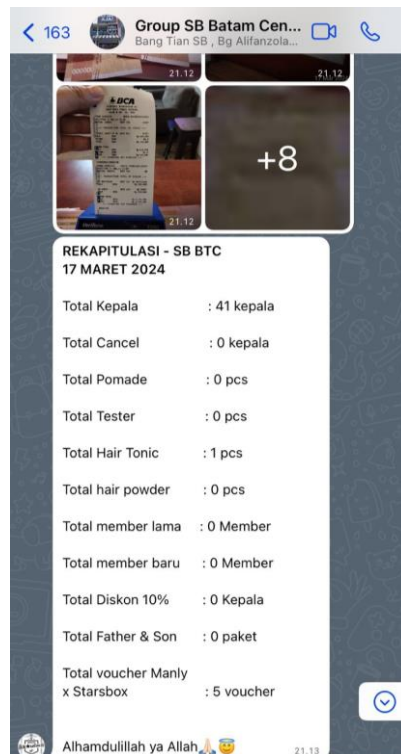 163
Group SB Batam Cen...
Bang Tian SB , Bg Alifanzola...
21.12
21.12
BCA
+8
21.12
REKAPITULASI - SB BTC
17 MARET 2024
Total Kepala : 41 kepala
Total Cancel : 0 kepala
Total Pomade : 0 pcs
Total Tester : 0 pcs
Total Hair Tonic : 1 pcs
Total hair powder : 0 pcs
Total member lama : 0 Member
Total member baru : 0 Member
Total Diskon 10% : 0 Kepala
Total Father & Son : 0 paket
Total voucher Manly
x Starsbox : 5 voucher
Alhamdulillah ya Allah🙏🏻😇
21.13